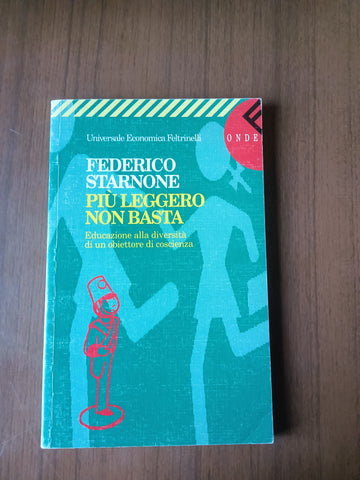 Universale Economica Feltrinelli
ONDE
FEDERICO
STARNONE
PIÙ LEGGERO
NON BASTA
Educazione alla diversità
di un obiettore di coscienza